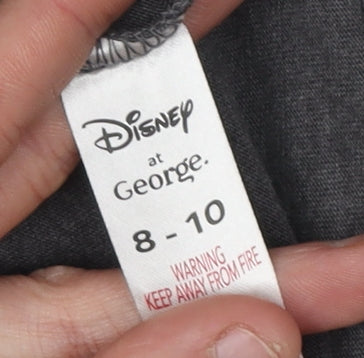 Disney
at
George.
8 - 10
WARNING
KEEP AWAY FROM FIRE